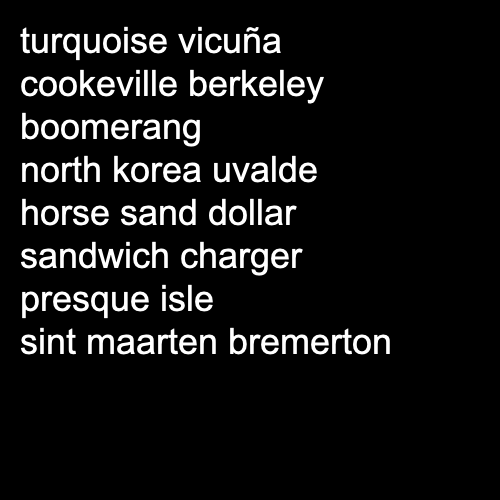 turquoise vicuña
cookeville berkeley
boomerang
north korea uvalde
horse sand dollar
sandwich charger
presque isle
sint maarten bremerton